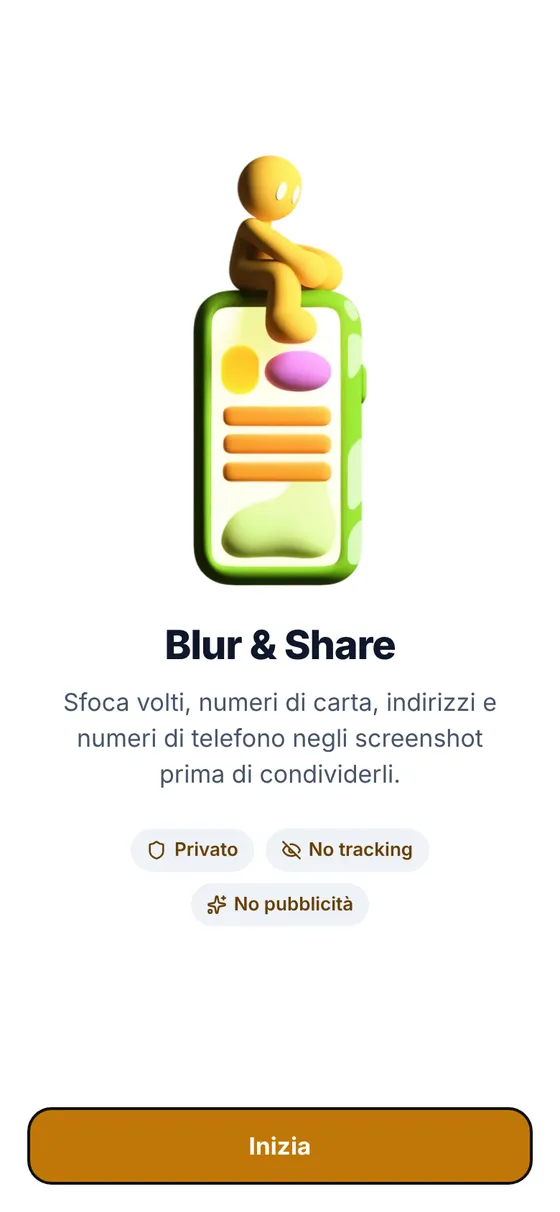 Blur & Share
Sfoca volti, numeri di carta, indirizzi e
numeri di telefono negli screenshot
prima di condividerli.
Privato
No tracking
No pubblicità
Inizia